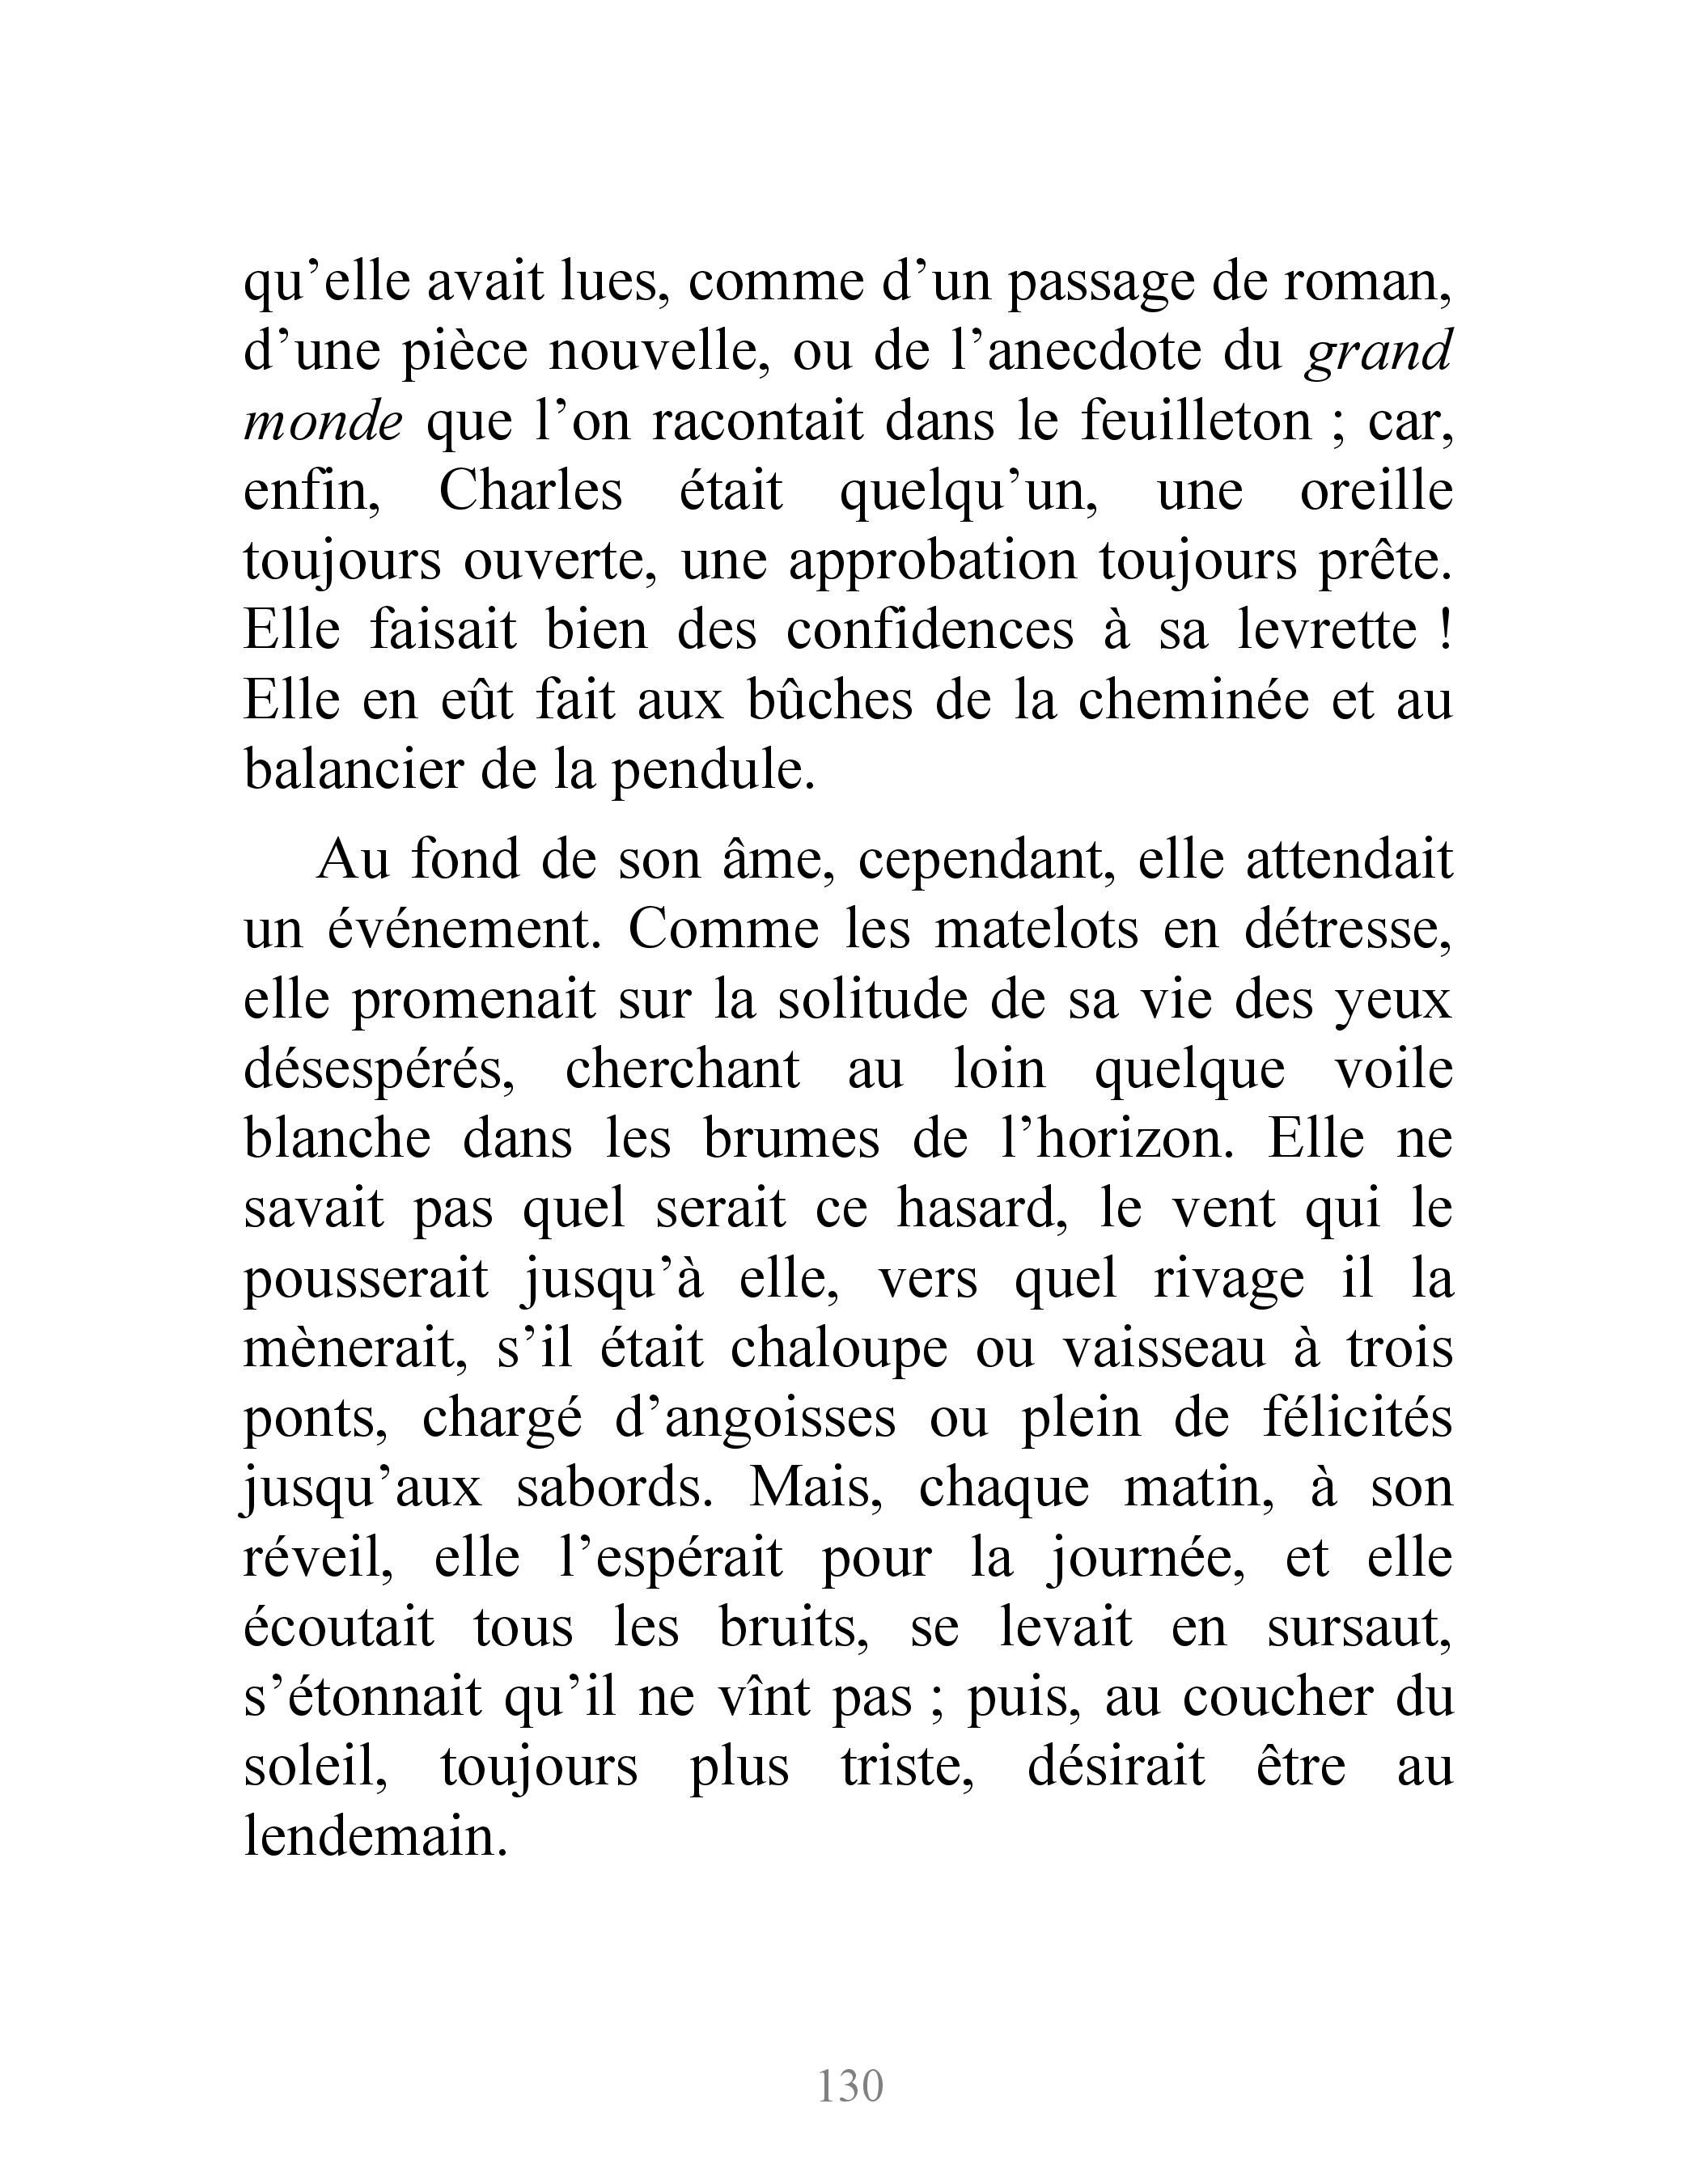 qu’elle avait lues, comme d’un passage de roman,
d’une pièce nouvelle, ou de l’anecdote du grand
monde que l’on racontait dans le feuilleton ; car,
enfin, Charles était quelqu’un, une oreille
toujours ouverte, une approbation toujours prête.
Elle faisait bien des confidences à sa levrette !
Elle en eût fait aux bûches de la cheminée et au
balancier de la pendule.
Au fond de son âme, cependant, elle attendait
un événement. Comme les matelots en détresse,
elle promenait sur la solitude de sa vie des yeux
désespérés, cherchant au loin quelque voile
blanche dans les brumes de l’horizon. Elle ne
savait pas quel serait ce hasard, le vent qui le
pousserait jusqu’à elle, vers quel rivage il la
mènerait, s’il était chaloupe ou vaisseau à trois
ponts, chargé d’angoisses ou plein de félicités
jusqu’aux sabords. Mais, chaque matin, à son
réveil, elle l’espérait pour la journée, et elle
écoutait tous les bruits, se levait en sursaut,
s’étonnait qu’il ne vînt pas ; puis, au coucher du
soleil, toujours plus triste, désirait être au
lendemain.
130